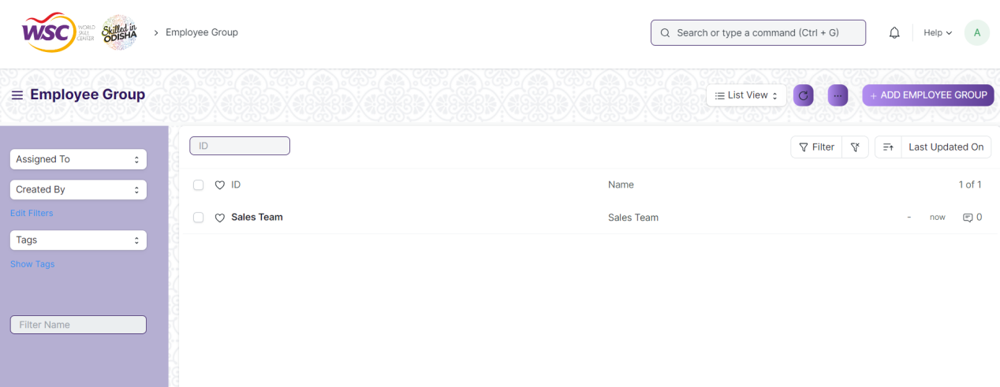 WSC WORLD SKILL CENTER Skilled in ODISHA > Employee Group Search or type a command (Ctrl + G) Help A
Employee Group List View ... + ADD EMPLOYEE GROUP
ID Filter Last Updated On
Assigned To
Created By
Edit Filters
Tags
Show Tags
Filter Name
ID Name 1 of 1
Sales Team Sales Team - now 0